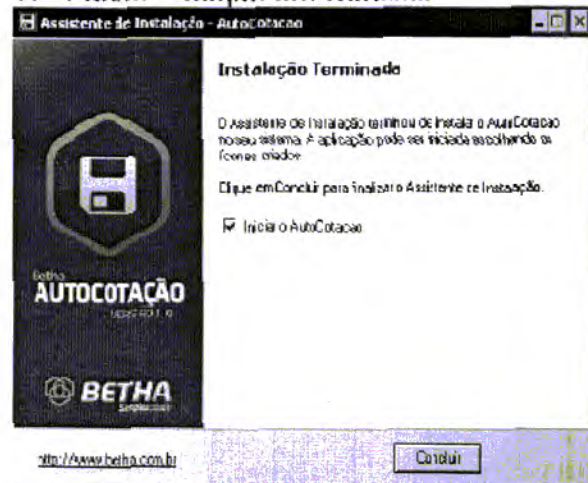 Assistente de Instalação - AutoCotacao
Instalação Terminada
O Assistente de Instalação terminou de instalar o AutoCotacao
no seu sistema. A aplicação pode ser iniciada escolhendo os
ícones criados.
Clique em Concluir para finalizar o Assistente de Instalação.
Iniciar o AutoCotacao
Betha
AUTOCOTAÇÃO
BETHA
http://www.betha.com.br
Concluir